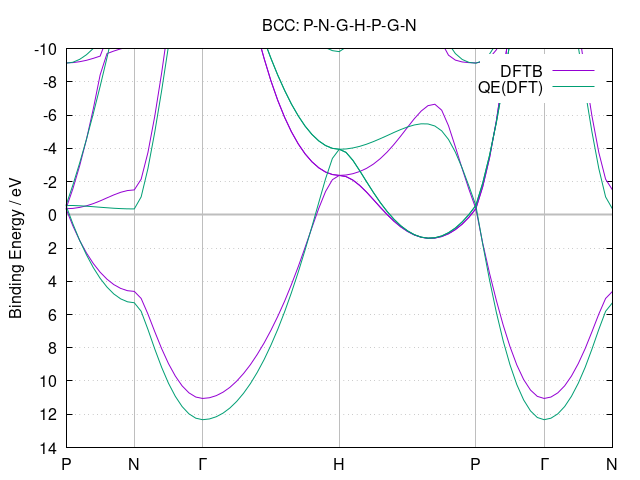 BCC: P-N-G-H-P-G-N
DFTB
QE(DFT)
Binding Energy / eV
-10
-8
-6
-4
-2
0
2
4
6
8
10
12
14
P N Γ H P Γ N